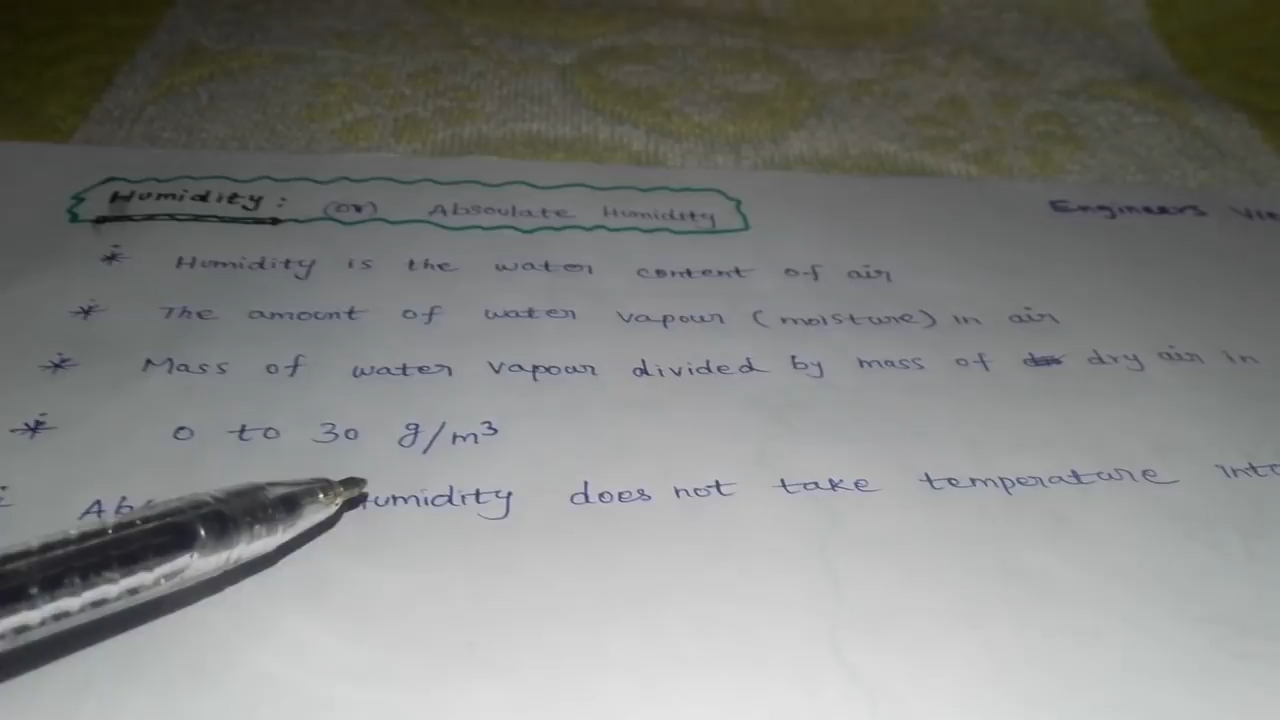 Humidity: (or) Absoulate Humidity
Engineers
* Humidity is the water content of air
* The amount of water vapour (moisture) in air
* Mass of water vapour divided by mass of dry air in
* 0 to 30 g/m³
Humidity does not take temperature